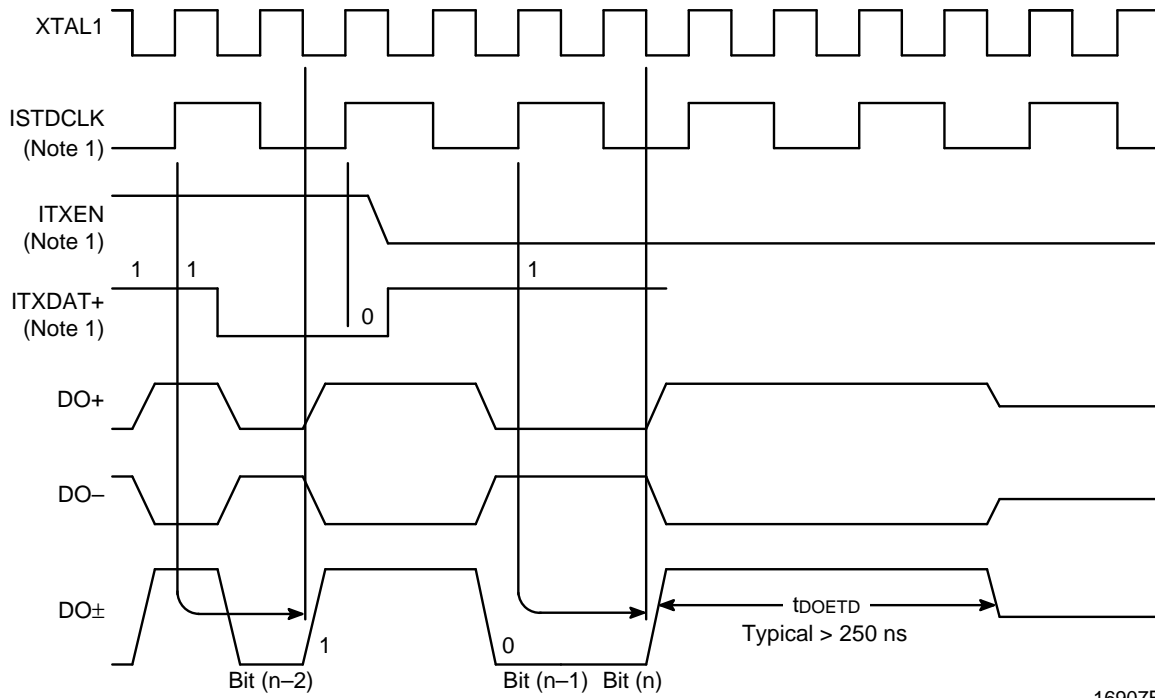 XTAL1
ISTDCLK
(Note 1)
ITXEN
(Note 1)
1 1 1
ITXDAT+
(Note 1)
0
DO+
DO–
DO±
tDOETD
Typical > 250 ns
1 0
Bit (n–2) Bit (n–1) Bit (n)